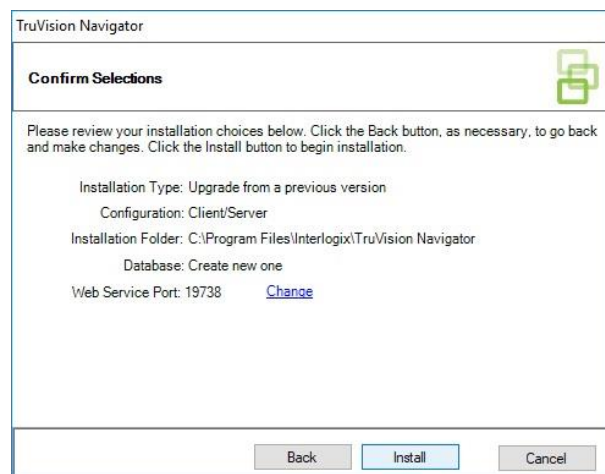 TruVision Navigator
Confirm Selections
Please review your installation choices below. Click the Back button, as necessary, to go back
and make changes. Click the Install button to begin installation.
Installation Type: Upgrade from a previous version
Configuration: Client/Server
Installation Folder: C:\Program Files\Interlogix\TruVision Navigator
Database: Create new one
Web Service Port: 19738 Change
Back Install Cancel